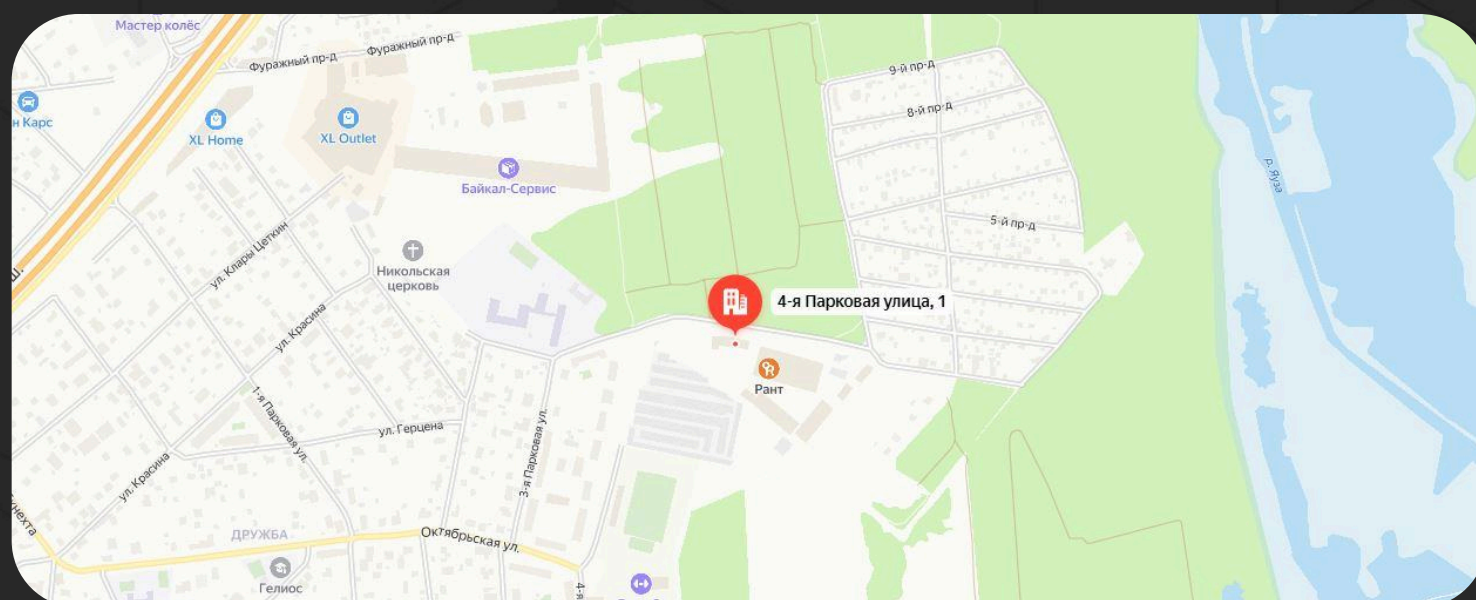 Мастер колёс
Фуражный пр-д
Фуражный пр-д
9-й пр-д
н Карс
8-й пр-д
XL Home
XL Outlet
Байкал-Сервис
р. Яуза
5-й пр-д
ул. Клары Цеткин
Никольская
церковь
ш.
4-я Парковая улица, 1
ул. Красина
Рант
1-я Парковая ул.
ул. Герцена
3-я Парковая ул.
ул. Красина
кнехта
ДРУЖБА
Октябрьская ул.
Гелиос
4-я